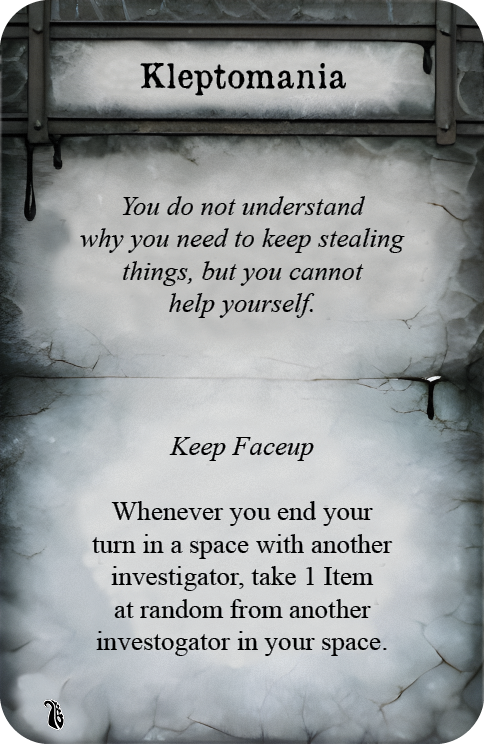 Kleptomania
You do not understand
why you need to keep stealing
things, but you cannot
help yourself.
Keep Faceup
Whenever you end your
turn in a space with another
investigator, take 1 Item
at random from another
investogator in your space.